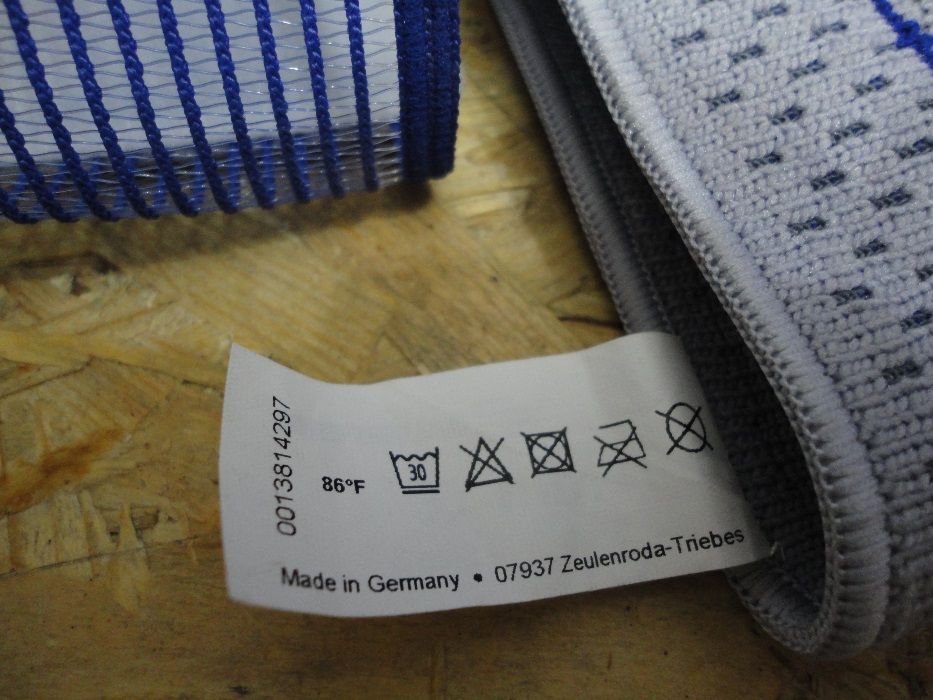 0013814297
86°F
30
Made in Germany • 07937 Zeulenroda-Triebes